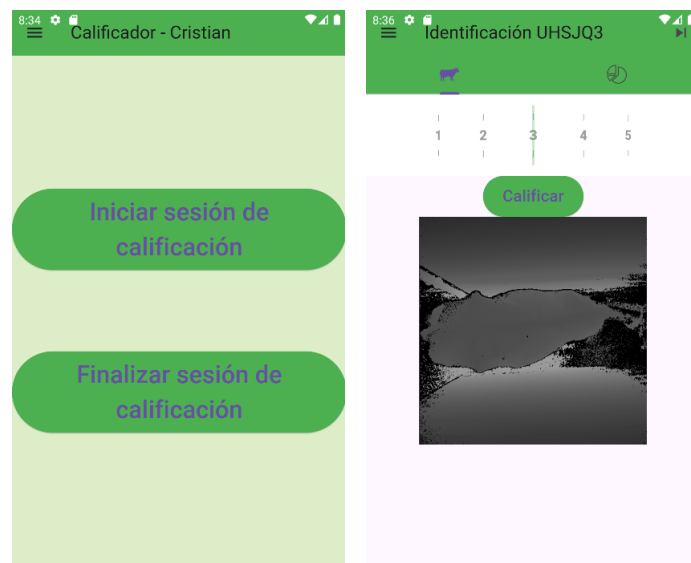 8:34
Calificador - Cristian
Iniciar sesión de
calificación
Finalizar sesión de
calificación
8:36
Identificación UHSJQ3
1 2 3 4 5
Calificar